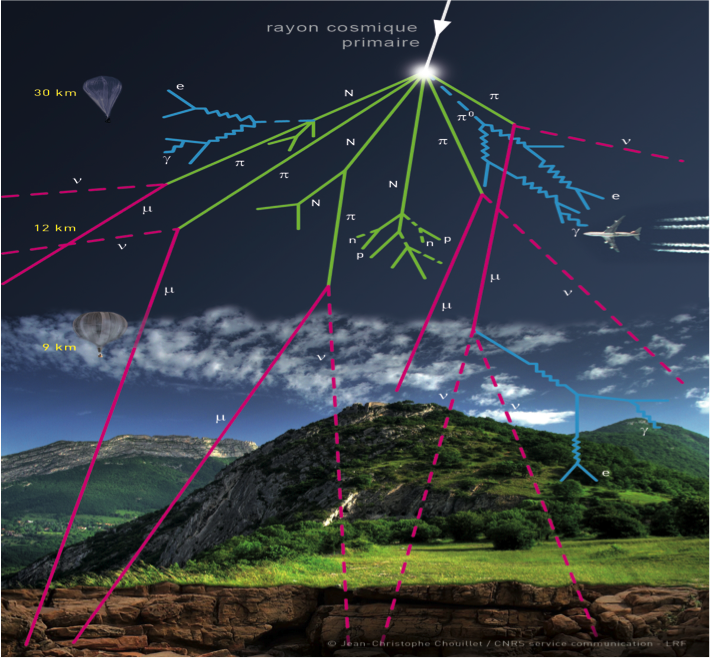 rayon cosmique
primaire
30 km
e
N
π
π⁰
N
π
ν
γ
π
π
ν
μ
N
N
π
e
12 km
ν
n
p
n
p
γ
μ
μ
μ
ν
9 km
ν
μ
ν
ν
γ
e
© Jean-Christophe Chouillet / CNRS service communication - LRF